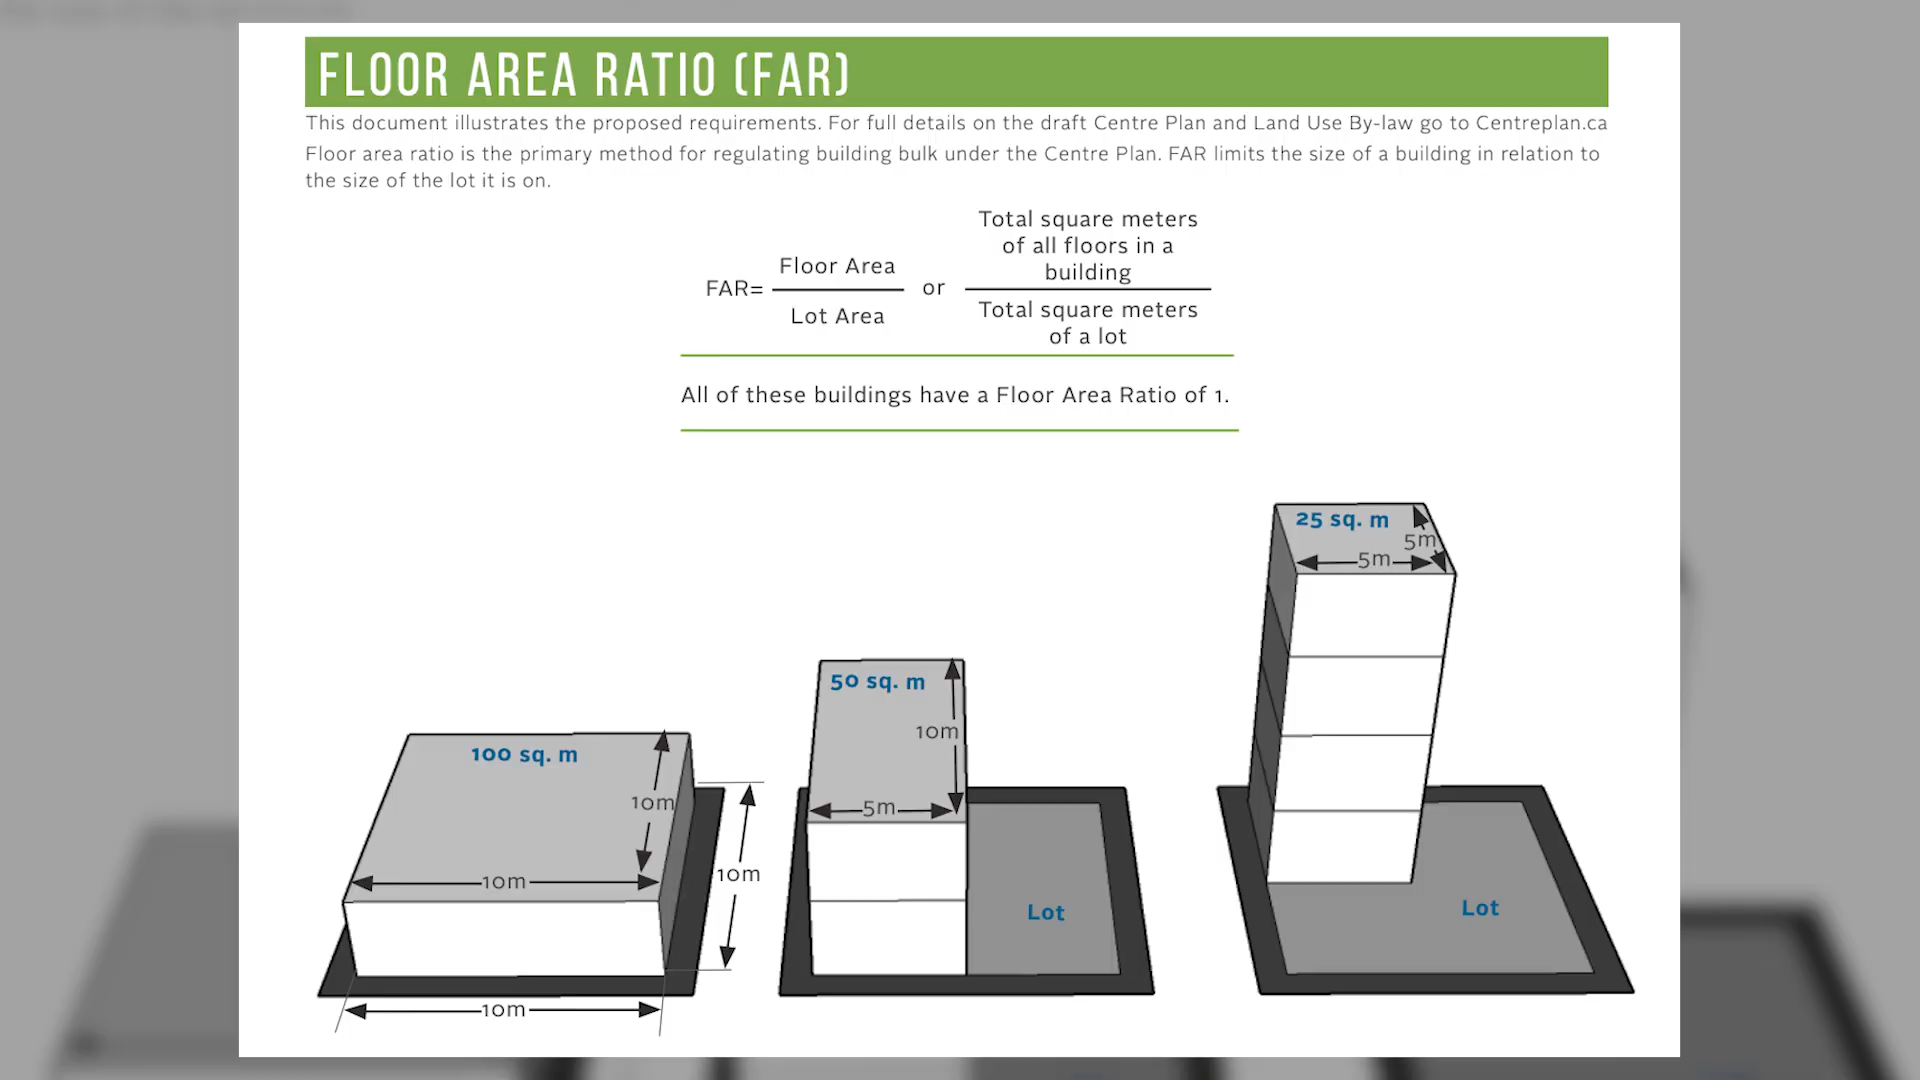 FLOOR AREA RATIO (FAR)
This document illustrates the proposed requirements. For full details on the draft Centre Plan and Land Use By-law go to Centreplan.ca
Floor area ratio is the primary method for regulating building bulk under the Centre Plan. FAR limits the size of a building in relation to
the size of the lot it is on.
FAR=
Floor Area
Lot Area
or
Total square meters
of all floors in a
building
Total square meters
of a lot
All of these buildings have a Floor Area Ratio of 1.
100 sq. m
10m
10m
10m
10m
50 sq. m
10m
5m
Lot
25 sq. m
5m
5m
Lot